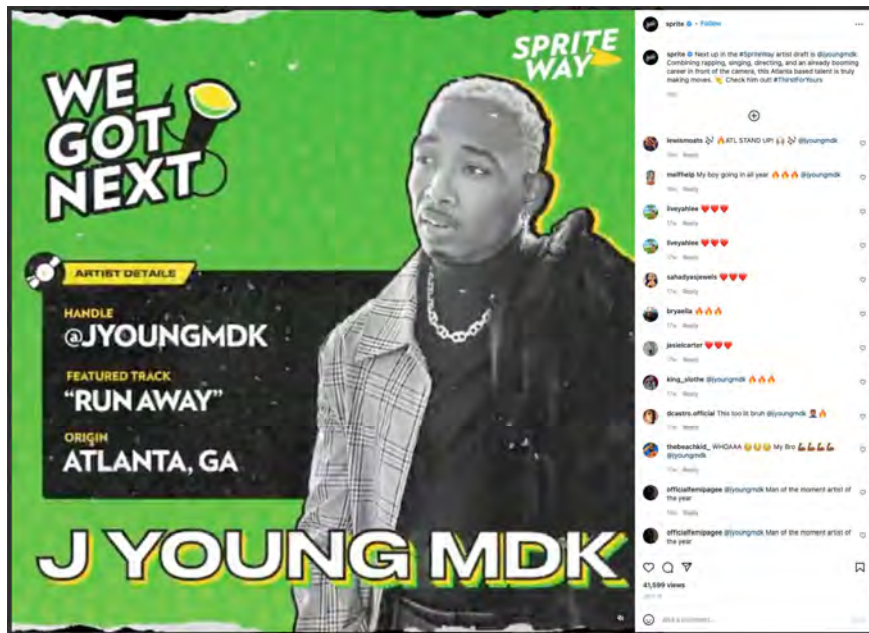 WE
GOT
NEXT
SPRITE
WAY
ARTIST DETAILS
HANDLE
@JYOUNGMDK
FEATURED TRACK
"RUN AWAY"
ORIGIN
ATLANTA, GA
J YOUNG MDK
sprite • Follow
sprite Next up in the #SpriteWay artist draft is @jyoungmdk.
Combining rapping, singing, directing, and an already booming
career in front of the camera, this Atlanta based talent is truly
making moves. Check him out! #ThirstForYours
lewismoats 🎶 🔥ATL STAND UP! 🙌🏽 🎶 @jyoungmdk
Reply
meffhelp My boy going in all year 🔥🔥🔥 @jyoungmdk
Reply
liveyahlee ❤️❤️❤️
Reply
liveyahlee ❤️❤️❤️
Reply
sahadyasjewels ❤️❤️❤️
Reply
bryaella 🔥🔥🔥
Reply
jasielcarter ❤️❤️❤️
Reply
king_slothe @jyoungmdk 🔥🔥🔥
Reply
dcastro.official This too lit bruh @jyoungmdk 🔥
Reply
thebeachkid_ WHOAAA My Bro 💪🏾💪🏾💪🏾💪🏾
@jyoungmdk
Reply
officialfemipagee @jyoungmdk Man of the moment artist of
the year
Reply
officialfemipagee @jyoungmdk Man of the moment artist of
the year
41,599 views
Add a comment...